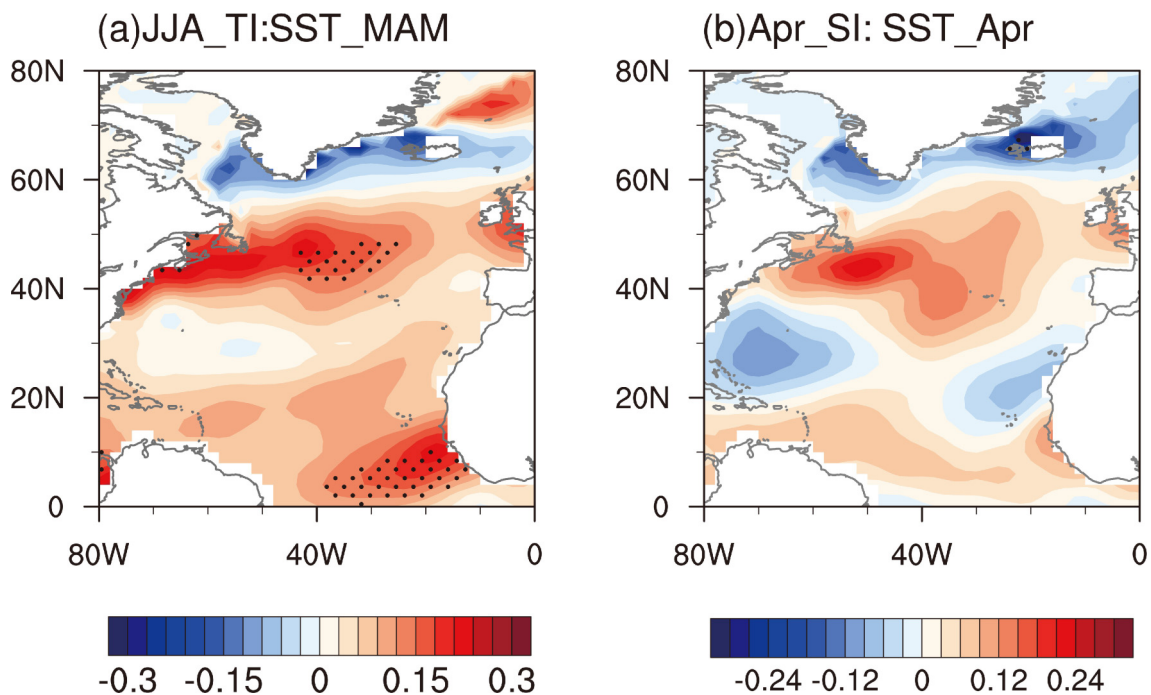 (a)JJA_TI:SST_MAM
(b)Apr_SI: SST_Apr
80N
60N
40N
20N
0
80W
40W
0
80N
60N
40N
20N
0
80W
40W
0
-0.3
-0.15
0
0.15
0.3
-0.24
-0.12
0
0.12
0.24